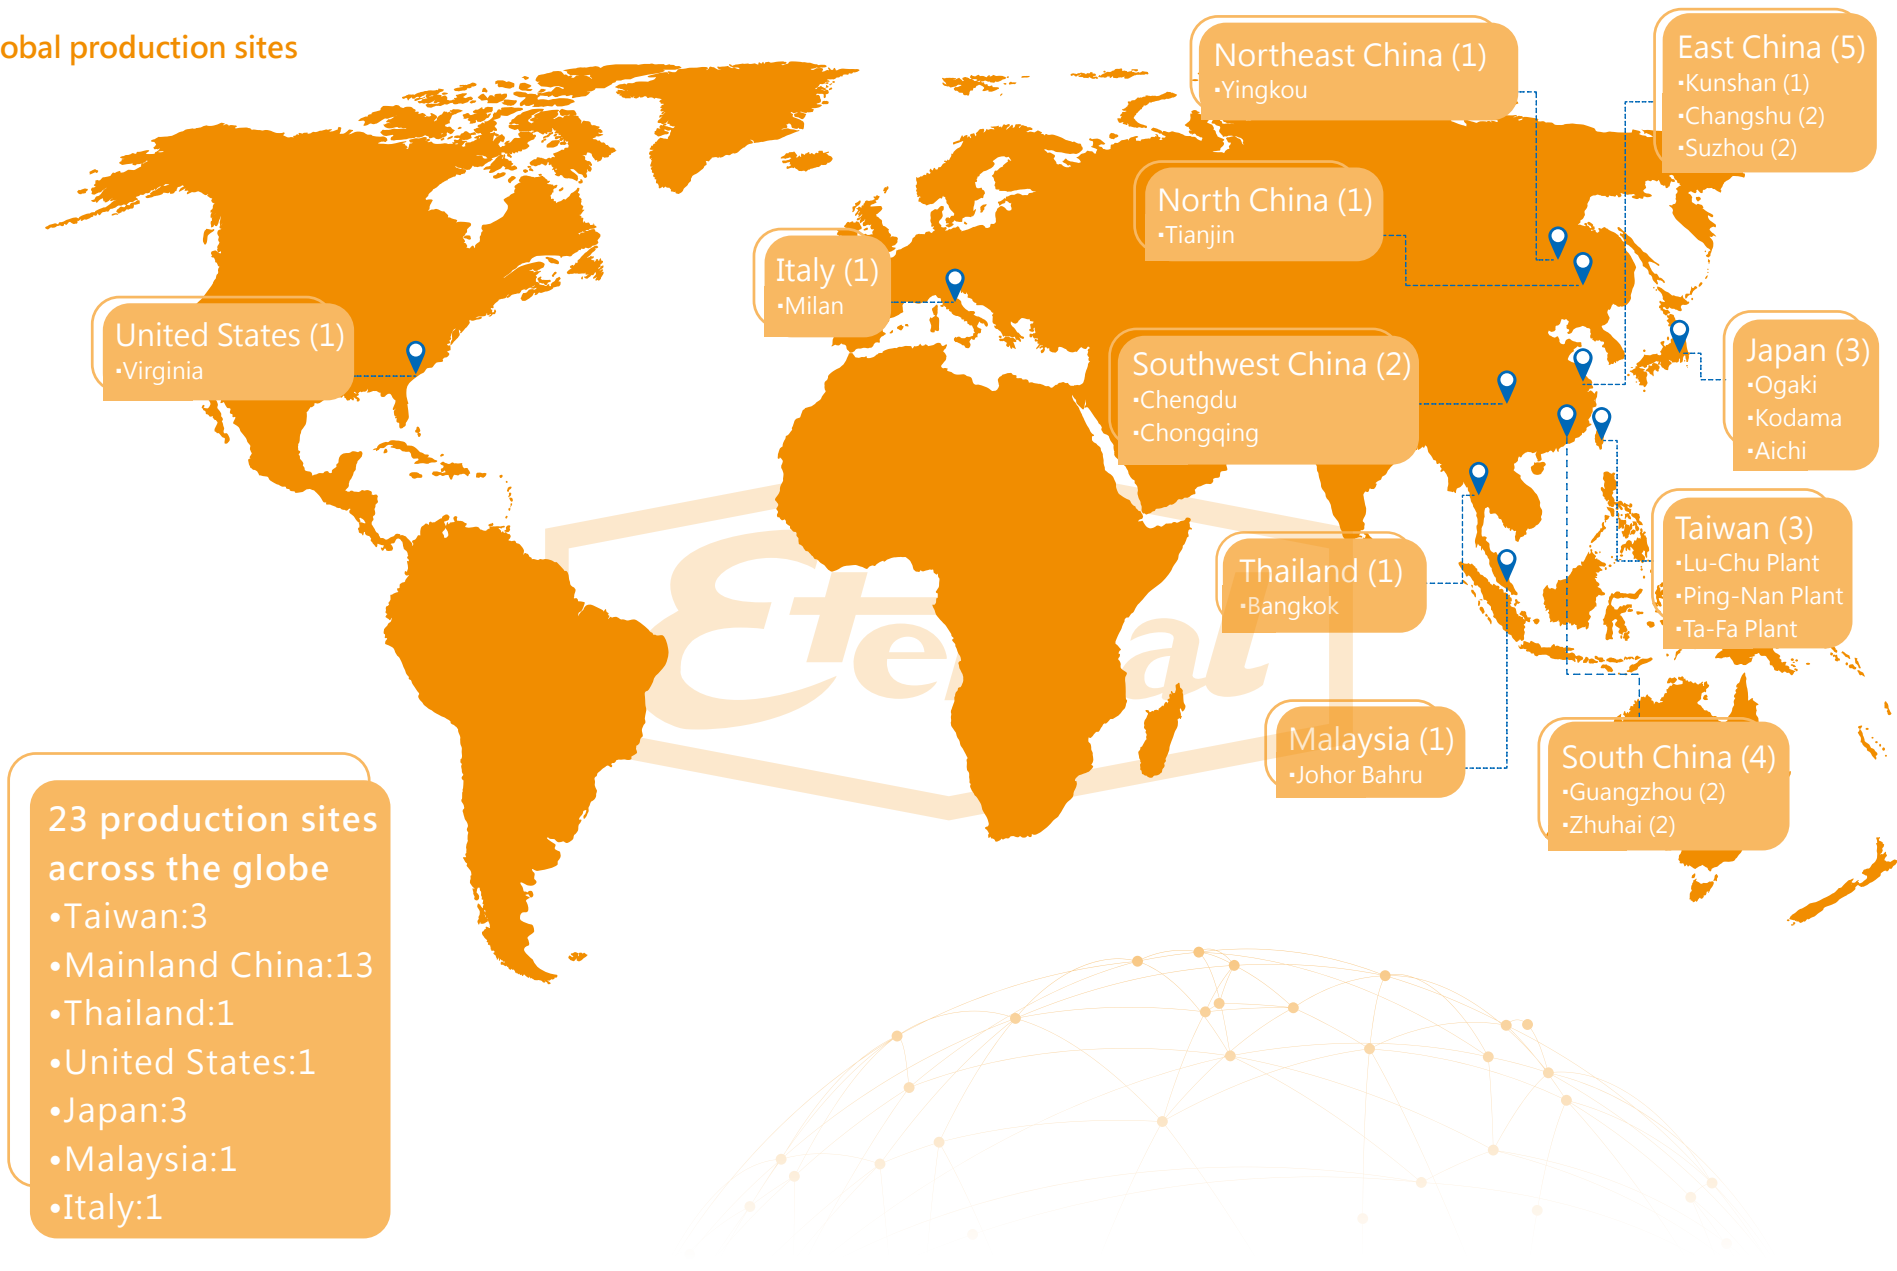 obal production sites
Northeast China (1)
▪Yingkou
East China (5)
▪Kunshan (1)
▪Changshu (2)
▪Suzhou (2)
North China (1)
▪Tianjin
Italy (1)
▪Milan
United States (1)
▪Virginia
Southwest China (2)
▪Chengdu
▪Chongqing
Japan (3)
▪Ogaki
▪Kodama
▪Aichi
Taiwan (3)
▪Lu-Chu Plant
▪Ping-Nan Plant
▪Ta-Fa Plant
Thailand (1)
▪Bangkok
Eternal
Malaysia (1)
▪Johor Bahru
South China (4)
▪Guangzhou (2)
▪Zhuhai (2)
23 production sites
across the globe
•Taiwan:3
•Mainland China:13
•Thailand:1
•United States:1
•Japan:3
•Malaysia:1
•Italy:1